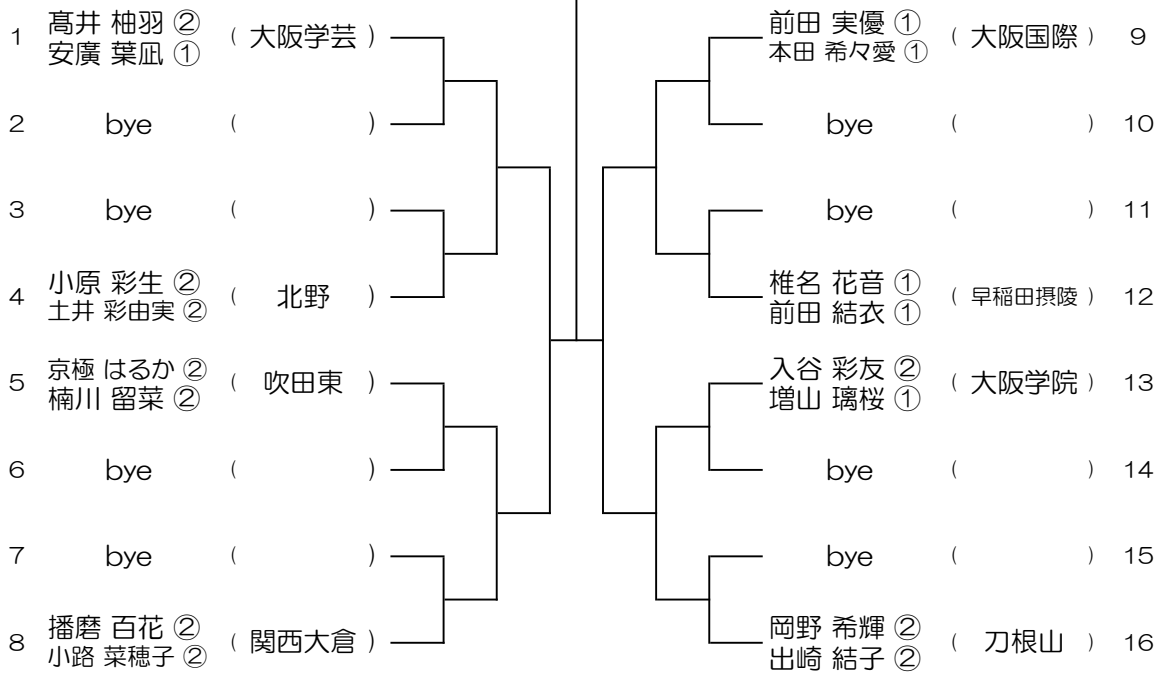 1 髙井 柚羽 ② ( 大阪学芸 )
安廣 葉凪 ①
2 bye ( )
3 bye ( )
4 小原 彩生 ② ( 北野 )
土井 彩由実 ②
5 京極 はるか ② ( 吹田東 )
楠川 留菜 ②
6 bye ( )
7 bye ( )
8 播磨 百花 ② ( 関西大倉 )
小路 菜穂子 ②
前田 実優 ① ( 大阪国際 ) 9
本田 希々愛 ①
bye ( ) 10
bye ( ) 11
椎名 花音 ① ( 早稲田摂陵 ) 12
前田 結衣 ①
入谷 彩友 ② ( 大阪学院 ) 13
増山 璃桜 ①
bye ( ) 14
bye ( ) 15
岡野 希輝 ② ( 刀根山 ) 16
出崎 結子 ②